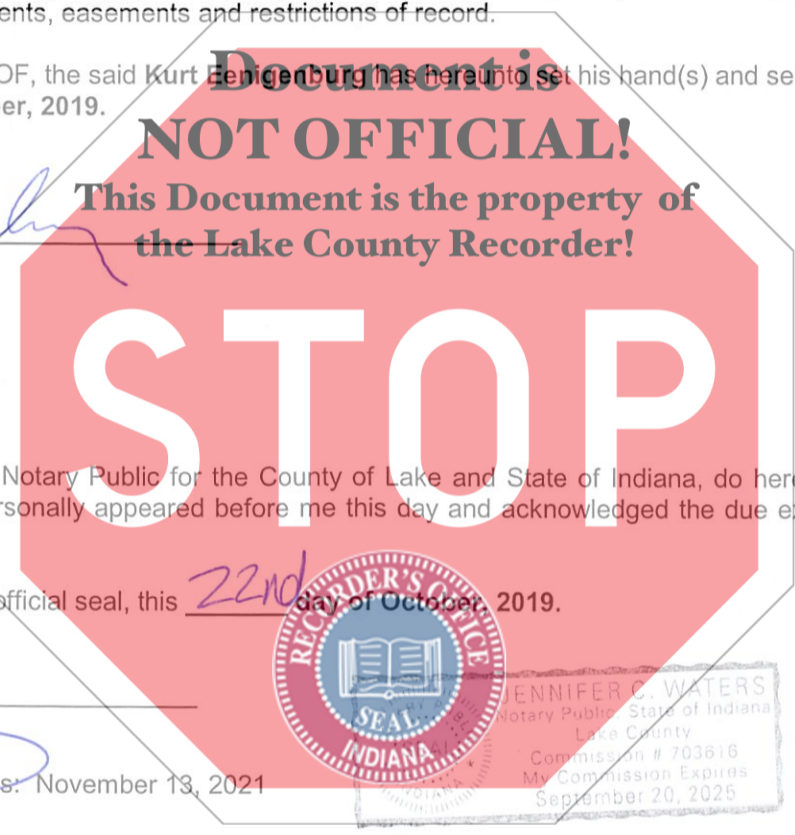 ents, easements and restrictions of record.
Document is
OF, the said Kurt Eenigenburg has hereunto set his hand(s) and se
er, 2019.
NOT OFFICIAL!
This Document is the property of
the Lake County Recorder!
STOP
Notary Public for the County of Lake and State of Indiana, do her
rsonally appeared before me this day and acknowledged the due e
official seal, this 22nd day of October, 2019.
RECORDER'S OFFICE
SEAL
INDIANA
JENNIFER C. WATERS
Notary Public, State of Indiana
Lake County
Commission # 703616
My Commission Expires
September 20, 2025
s: November 13, 2021